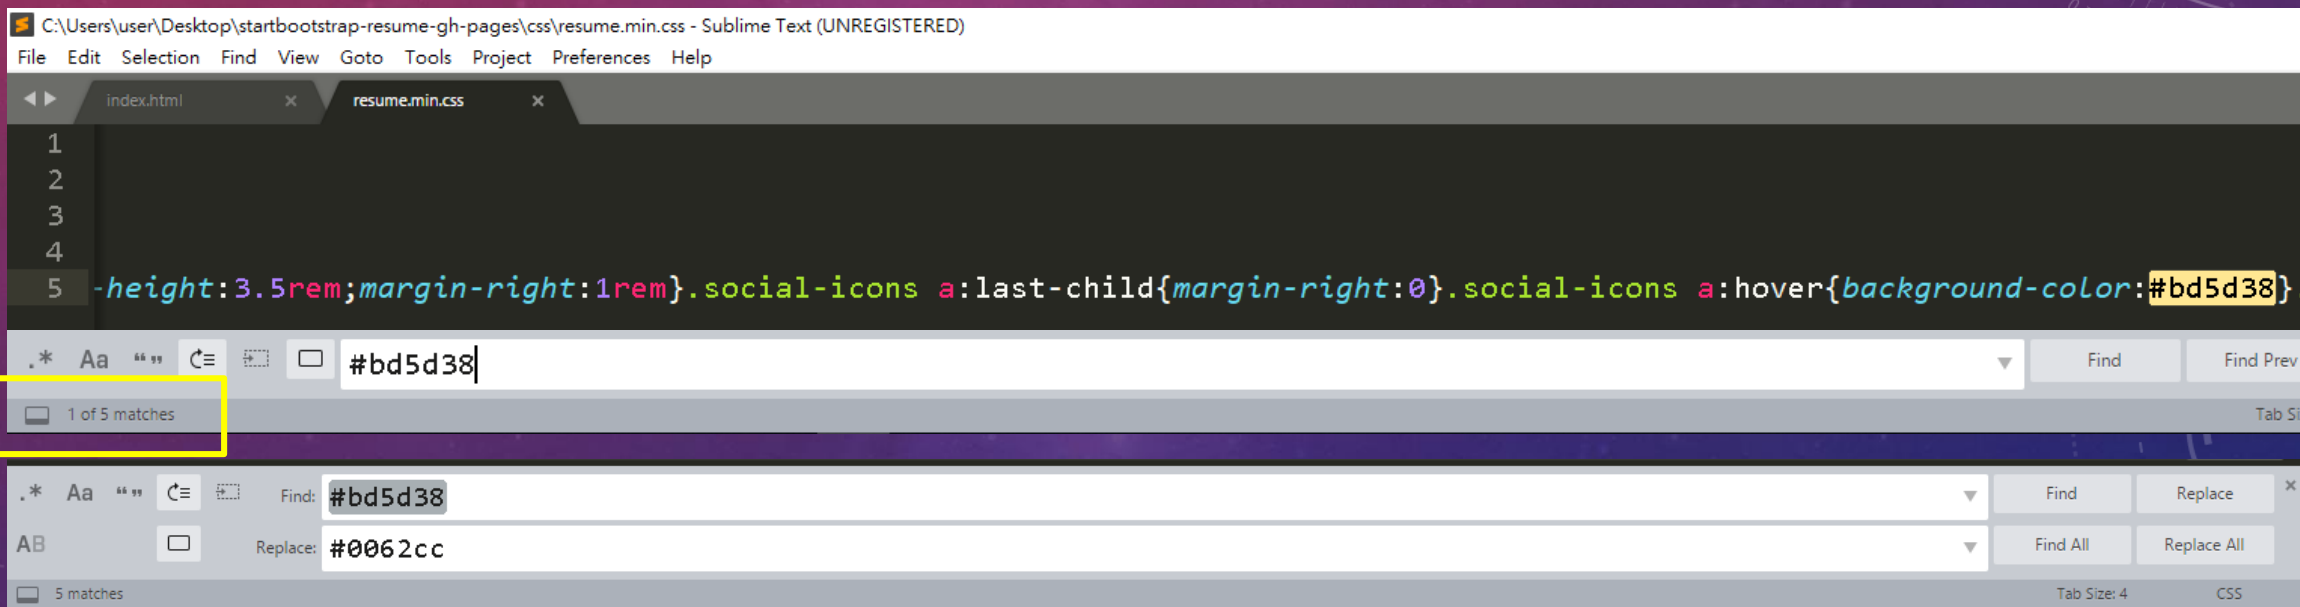 C:\Users\user\Desktop\startbootstrap-resume-gh-pages\css\resume.min.css - Sublime Text (UNREGISTERED)
File Edit Selection Find View Goto Tools Project Preferences Help
index.html × resume.min.css ×
1
2
3
4
5 -height:3.5rem;margin-right:1rem}.social-icons a:last-child{margin-right:0}.social-icons a:hover{background-color:#bd5d38}
.* Aa “” #bd5d38 Find Find Prev
1 of 5 matches Tab Si
.* Aa “” Find: #bd5d38 Find Replace ×
AB Replace: #0062cc Find All Replace All
5 matches Tab Size: 4 CSS